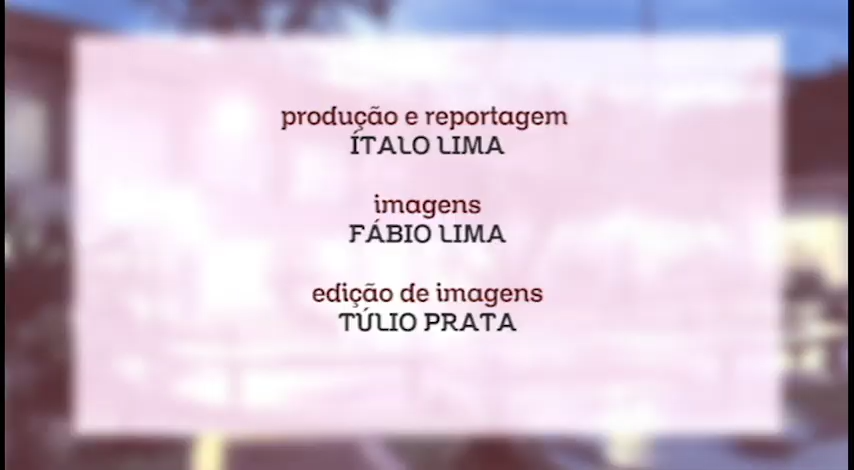 produção e reportagem
ÍTALO LIMA
imagens
FÁBIO LIMA
edição de imagens
TÚLIO PRATA